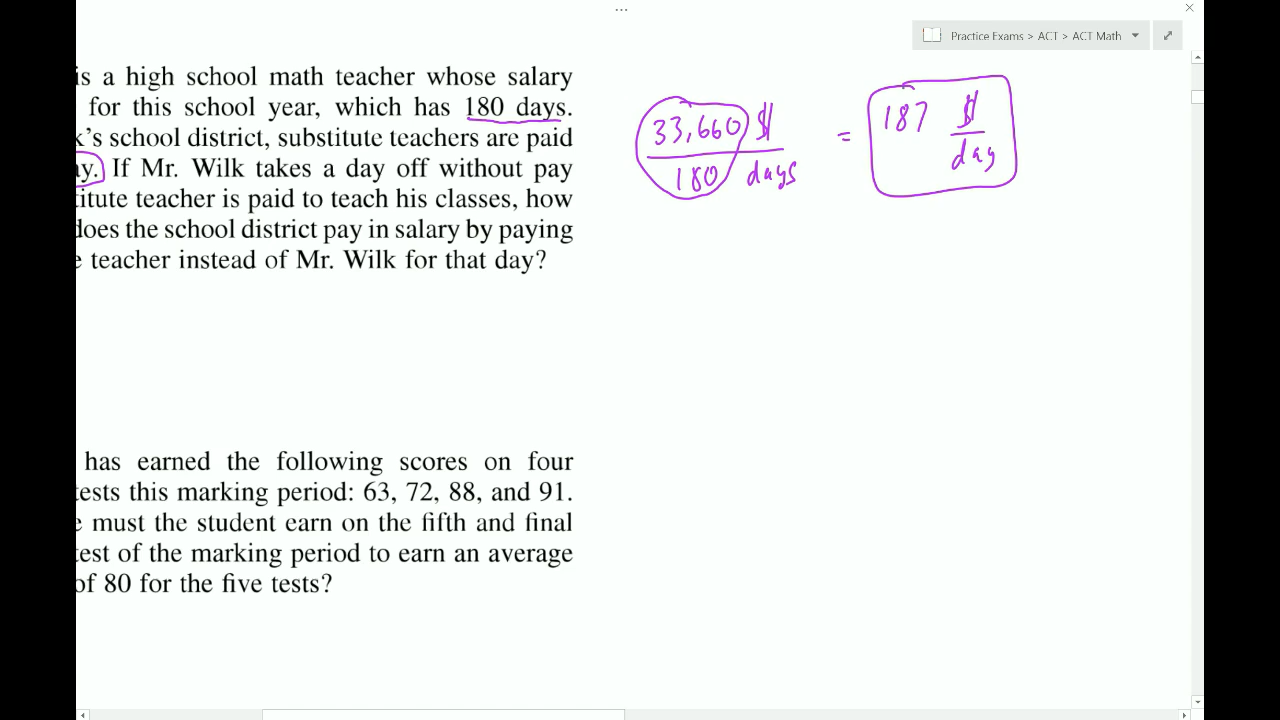 ...
Practice Exams > ACT > ACT Math
is a high school math teacher whose salary
for this school year, which has 180 days.
k's school district, substitute teachers are paid
ay. If Mr. Wilk takes a day off without pay
titute teacher is paid to teach his classes, how
does the school district pay in salary by paying
e teacher instead of Mr. Wilk for that day?
33,660 $
180 days
=
187 $
day
has earned the following scores on four
tests this marking period: 63, 72, 88, and 91.
e must the student earn on the fifth and final
test of the marking period to earn an average
of 80 for the five tests?